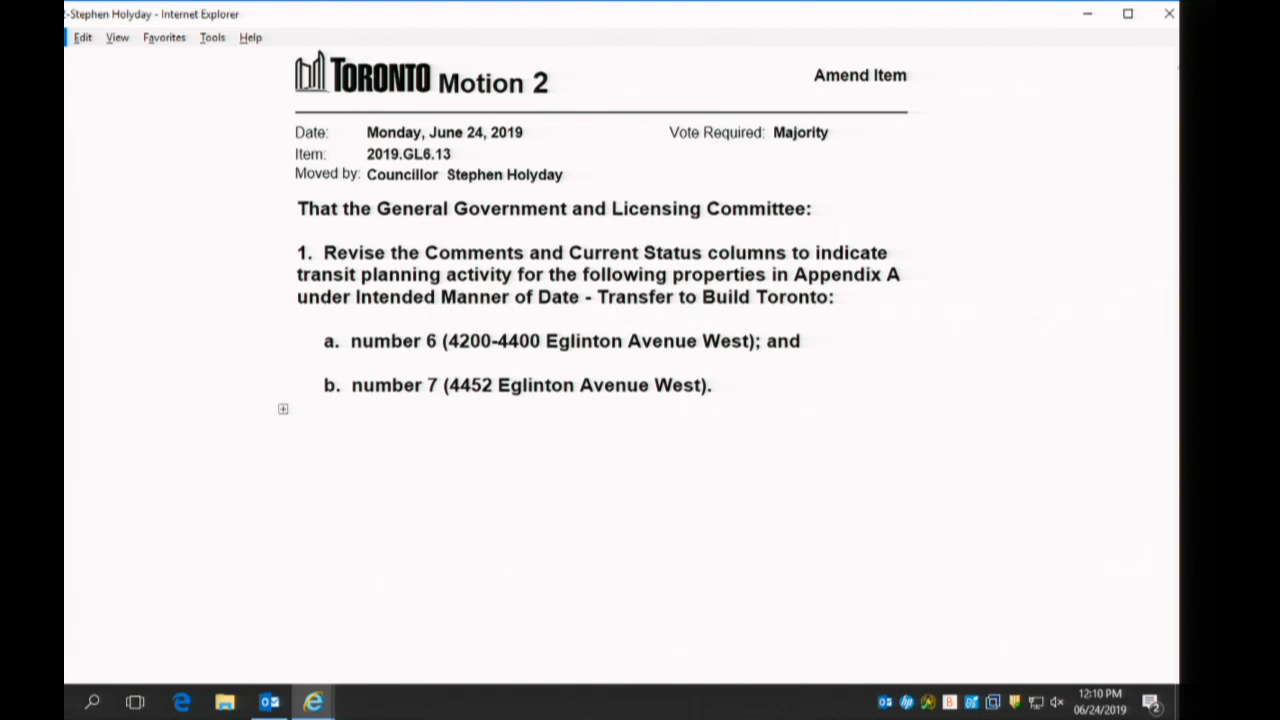 -Stephen Holyday - Internet Explorer
Edit View Favorites Tools Help
TORONTO Motion 2 Amend Item
Date: Monday, June 24, 2019 Vote Required: Majority
Item: 2019.GL6.13
Moved by: Councillor Stephen Holyday
That the General Government and Licensing Committee:
1. Revise the Comments and Current Status columns to indicate
transit planning activity for the following properties in Appendix A
under Intended Manner of Date - Transfer to Build Toronto:
a. number 6 (4200-4400 Eglinton Avenue West); and
b. number 7 (4452 Eglinton Avenue West).
12:10 PM
06/24/2019
2